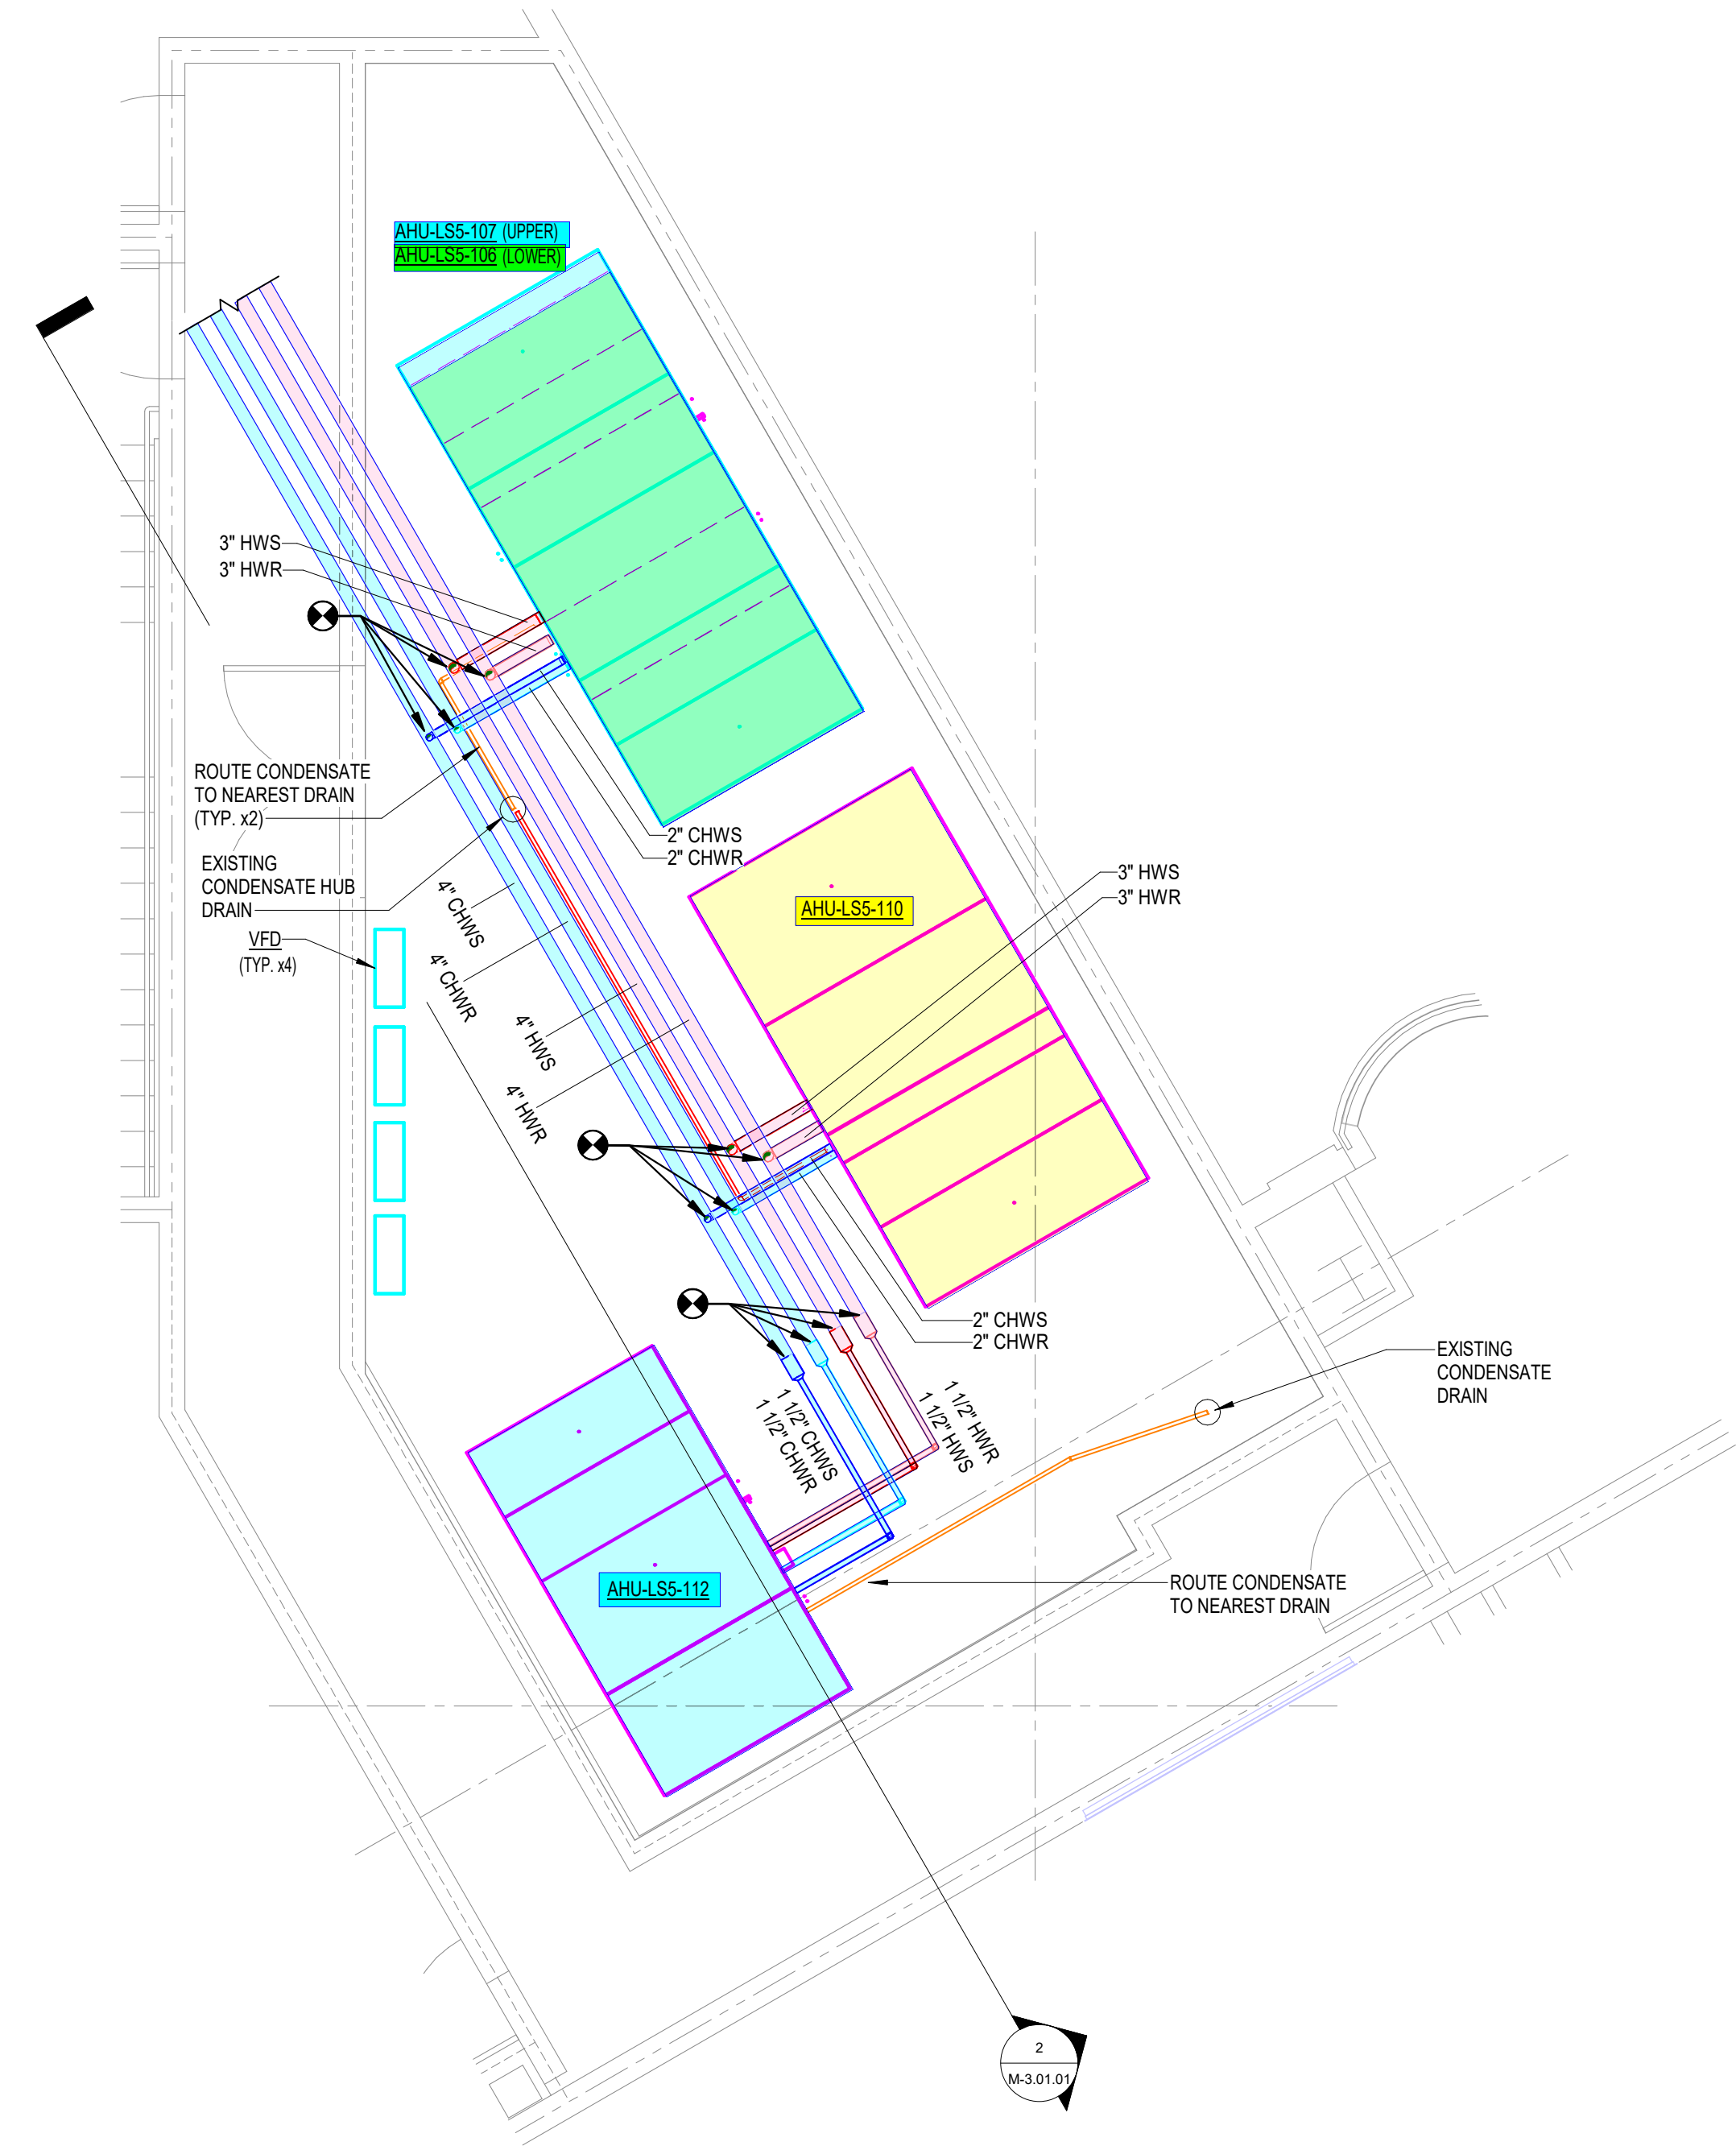 AHU-LS5-107 (UPPER)
AHU-LS5-106 (LOWER)
3" HWS
3" HWR
ROUTE CONDENSATE
TO NEAREST DRAIN
(TYP. x2)
2" CHWS
2" CHWR
EXISTING
CONDENSATE HUB
DRAIN
3" HWS
3" HWR
AHU-LS5-110
VFD
(TYP. x4)
4" CHWS
4" CHWR
4" HWS
4" HWR
2" CHWS
2" CHWR
EXISTING
CONDENSATE
DRAIN
1 1/2" CHWS
1 1/2" CHWR
1 1/2" HWR
1 1/2" HWS
AHU-LS5-112
ROUTE CONDENSATE
TO NEAREST DRAIN
2
M-3.01.01